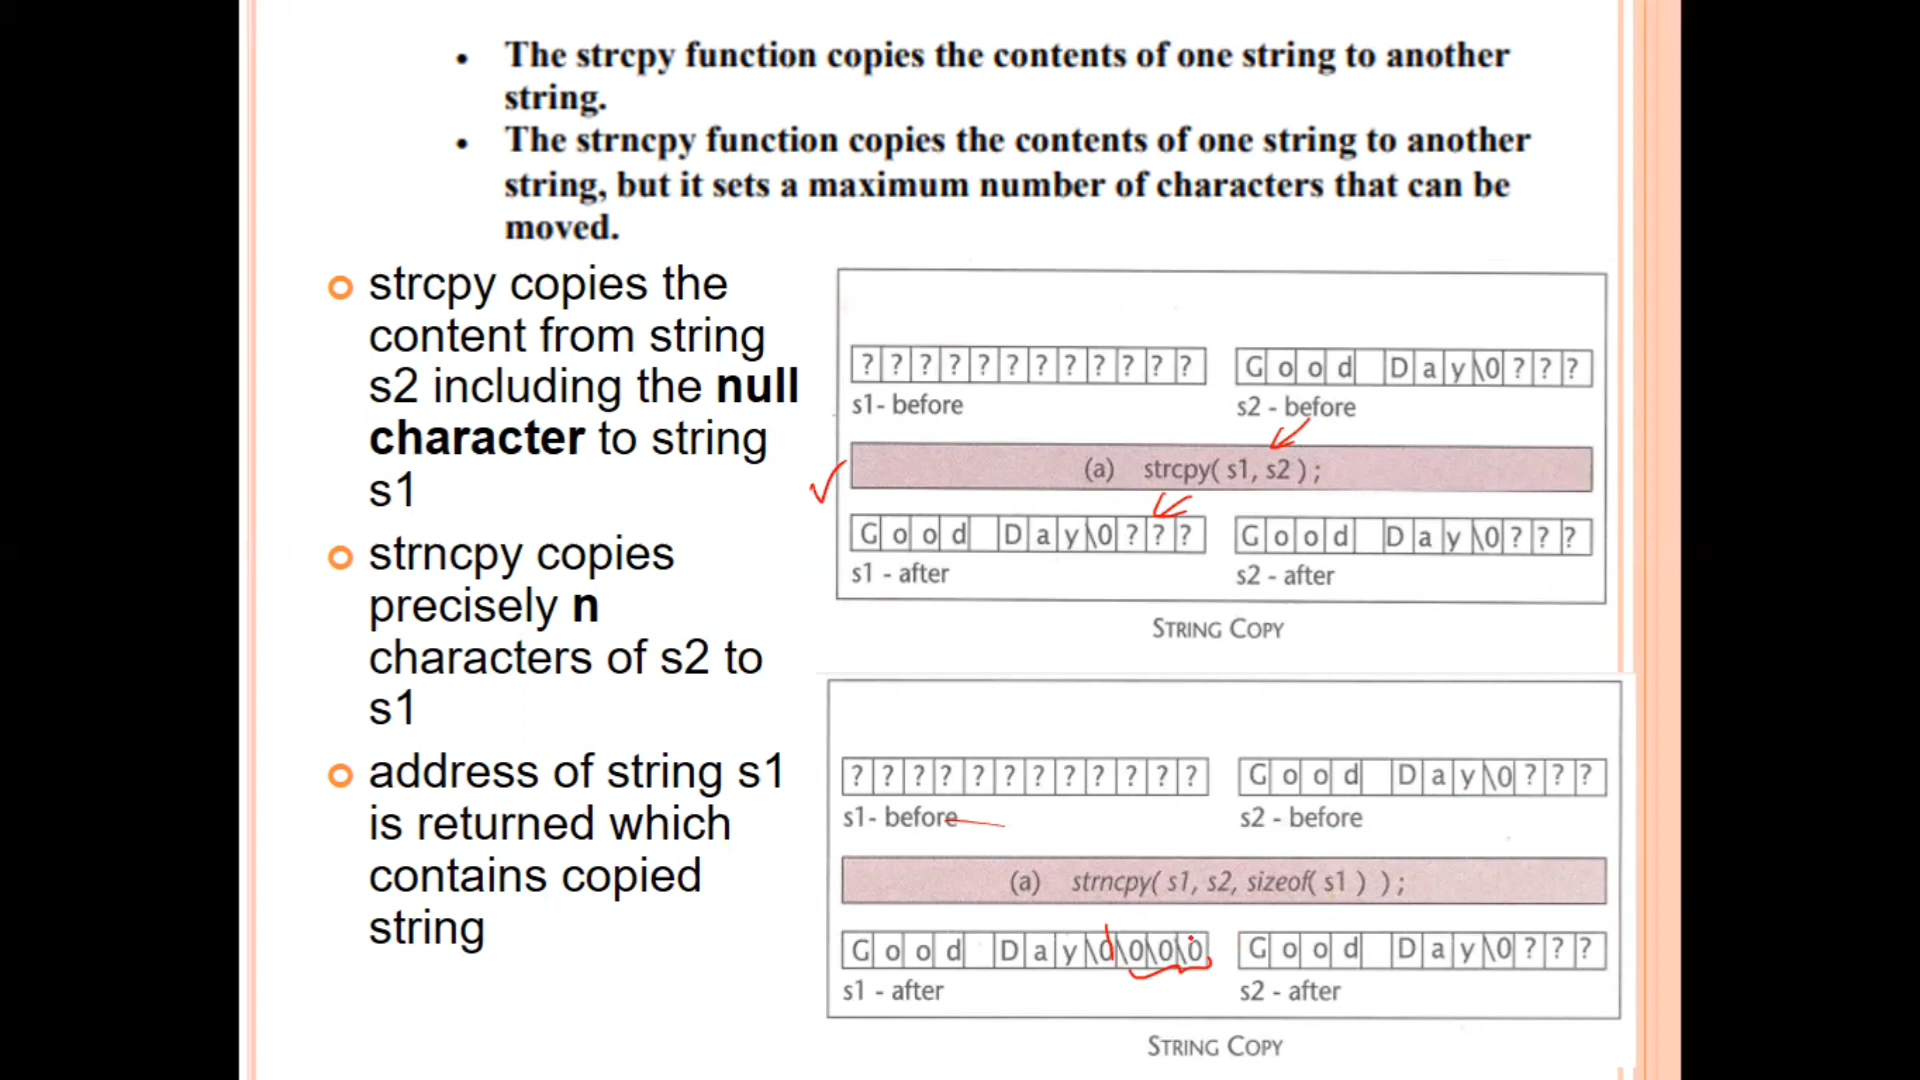 • The strcpy function copies the contents of one string to another
string.
• The strncpy function copies the contents of one string to another
string, but it sets a maximum number of characters that can be
moved.
strcpy copies the
content from string
s2 including the null
character to string
s1
strncpy copies
precisely n
characters of s2 to
s1
address of string s1
is returned which
contains copied
string
? ? ? ? ? ? ? ? ? ? ? ?
s1- before
G o o d   D a y \0 ? ? ?
s2 - before
(a) strcpy( s1, s2 ) ;
G o o d   D a y \0 ? ? ?
s1 - after
G o o d   D a y \0 ? ? ?
s2 - after
STRING COPY
? ? ? ? ? ? ? ? ? ? ? ?
s1- before
G o o d   D a y \0 ? ? ?
s2 - before
(a) strncpy( s1, s2, sizeof( s1 ) ) ;
G o o d   D a y \0 \0 \0 \0
s1 - after
G o o d   D a y \0 ? ? ?
s2 - after
STRING COPY